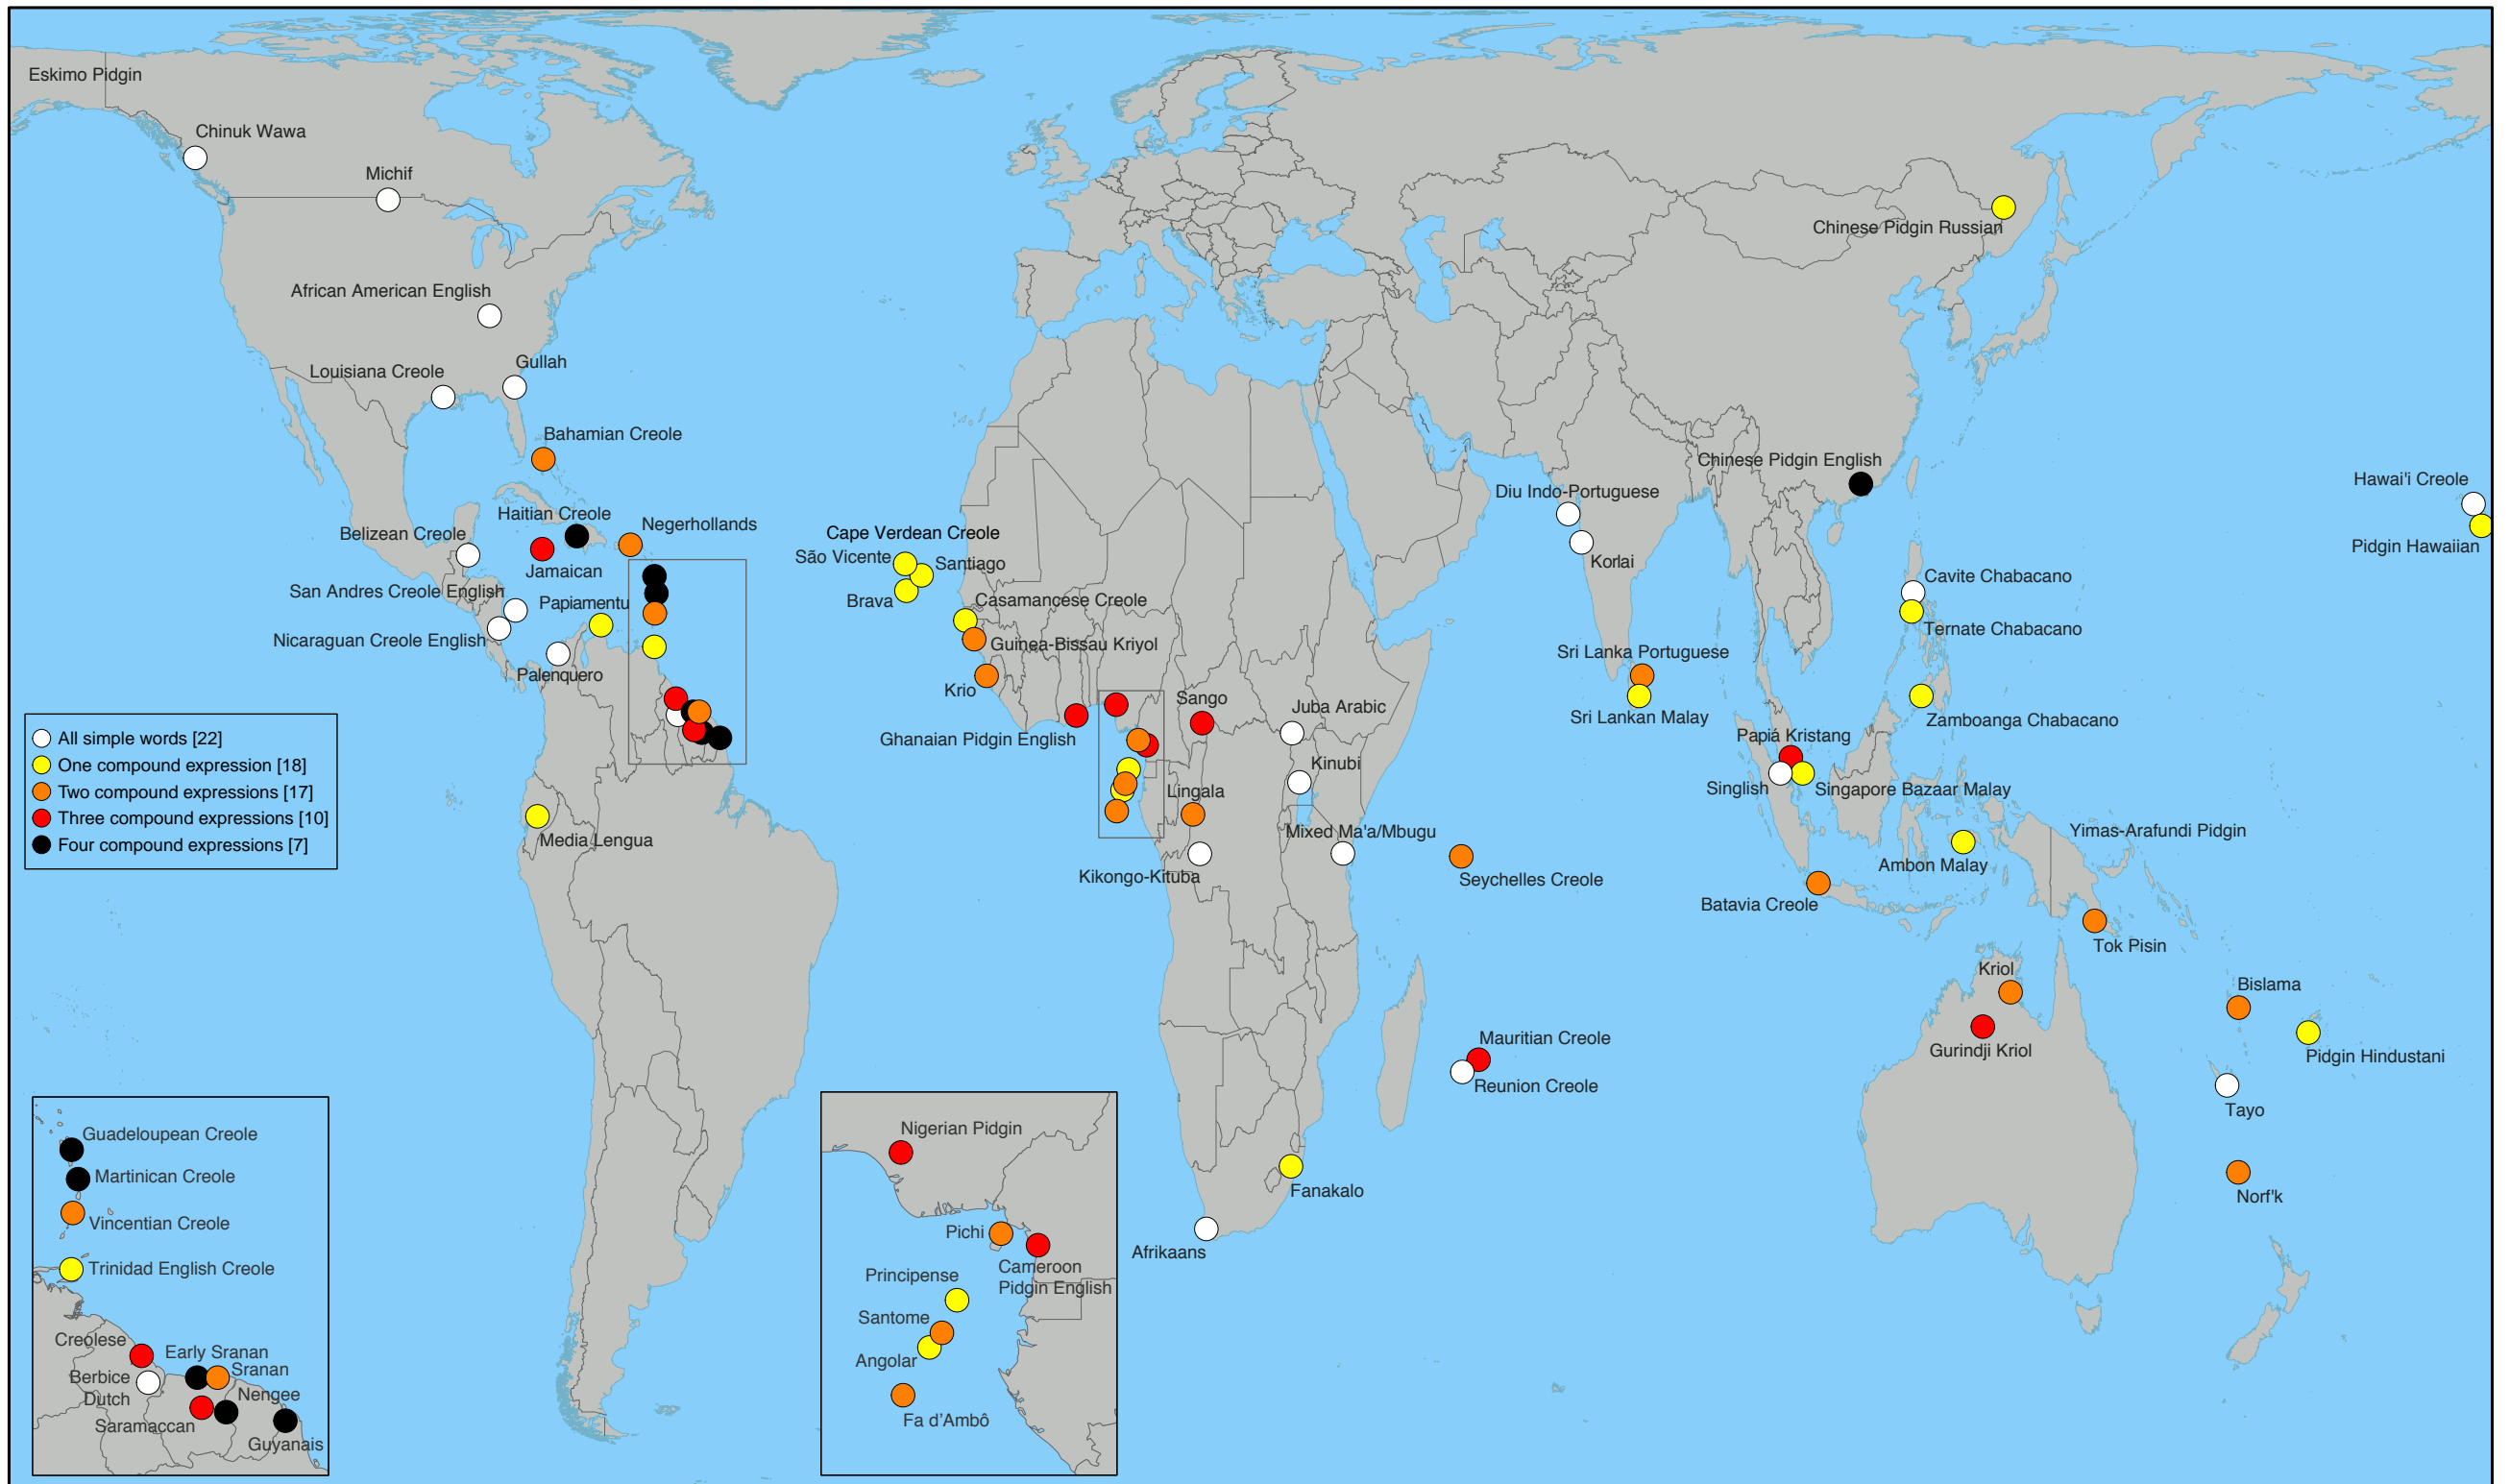 Eskimo Pidgin
Chinuk Wawa
Michif
Chinese Pidgin Russian
African American English
Gullah
Louisiana Creole
Bahamian Creole
Chinese Pidgin English
Hawai'i Creole
Diu Indo-Portuguese
Haitian Creole
Negerhollands
Belizean Creole
Cape Verdean Creole
São Vicente
Santiago
Korlai
Pidgin Hawaiian
Jamaican
Cavite Chabacano
San Andres Creole English
Papiamentu
Brava
Casamancese Creole
Ternate Chabacano
Nicaraguan Creole English
Guinea-Bissau Kriyol
Sri Lanka Portuguese
Palenquero
Krio
Sango
Juba Arabic
Sri Lankan Malay
Zamboanga Chabacano
Ghanaian Pidgin English
Papiá Kristang
Kinubi
Singlish
Singapore Bazaar Malay
Lingala
All simple words [22]
One compound expression [18]
Two compound expressions [17]
Three compound expressions [10]
Four compound expressions [7]
Media Lengua
Mixed Ma'a/Mbugu
Yimas-Arafundi Pidgin
Ambon Malay
Kikongo-Kituba
Seychelles Creole
Batavia Creole
Tok Pisin
Kriol
Bislama
Mauritian Creole
Gurindji Kriol
Pidgin Hindustani
Reunion Creole
Tayo
Fanakalo
Norf'k
Afrikaans
Guadeloupean Creole
Martinican Creole
Vincentian Creole
Trinidad English Creole
Creolese
Early Sranan
Sranan
Berbice
Dutch
Nengee
Saramaccan
Guyanais
Nigerian Pidgin
Pichi
Cameroon
Pidgin English
Principense
Santome
Angolar
Fa d’Ambô